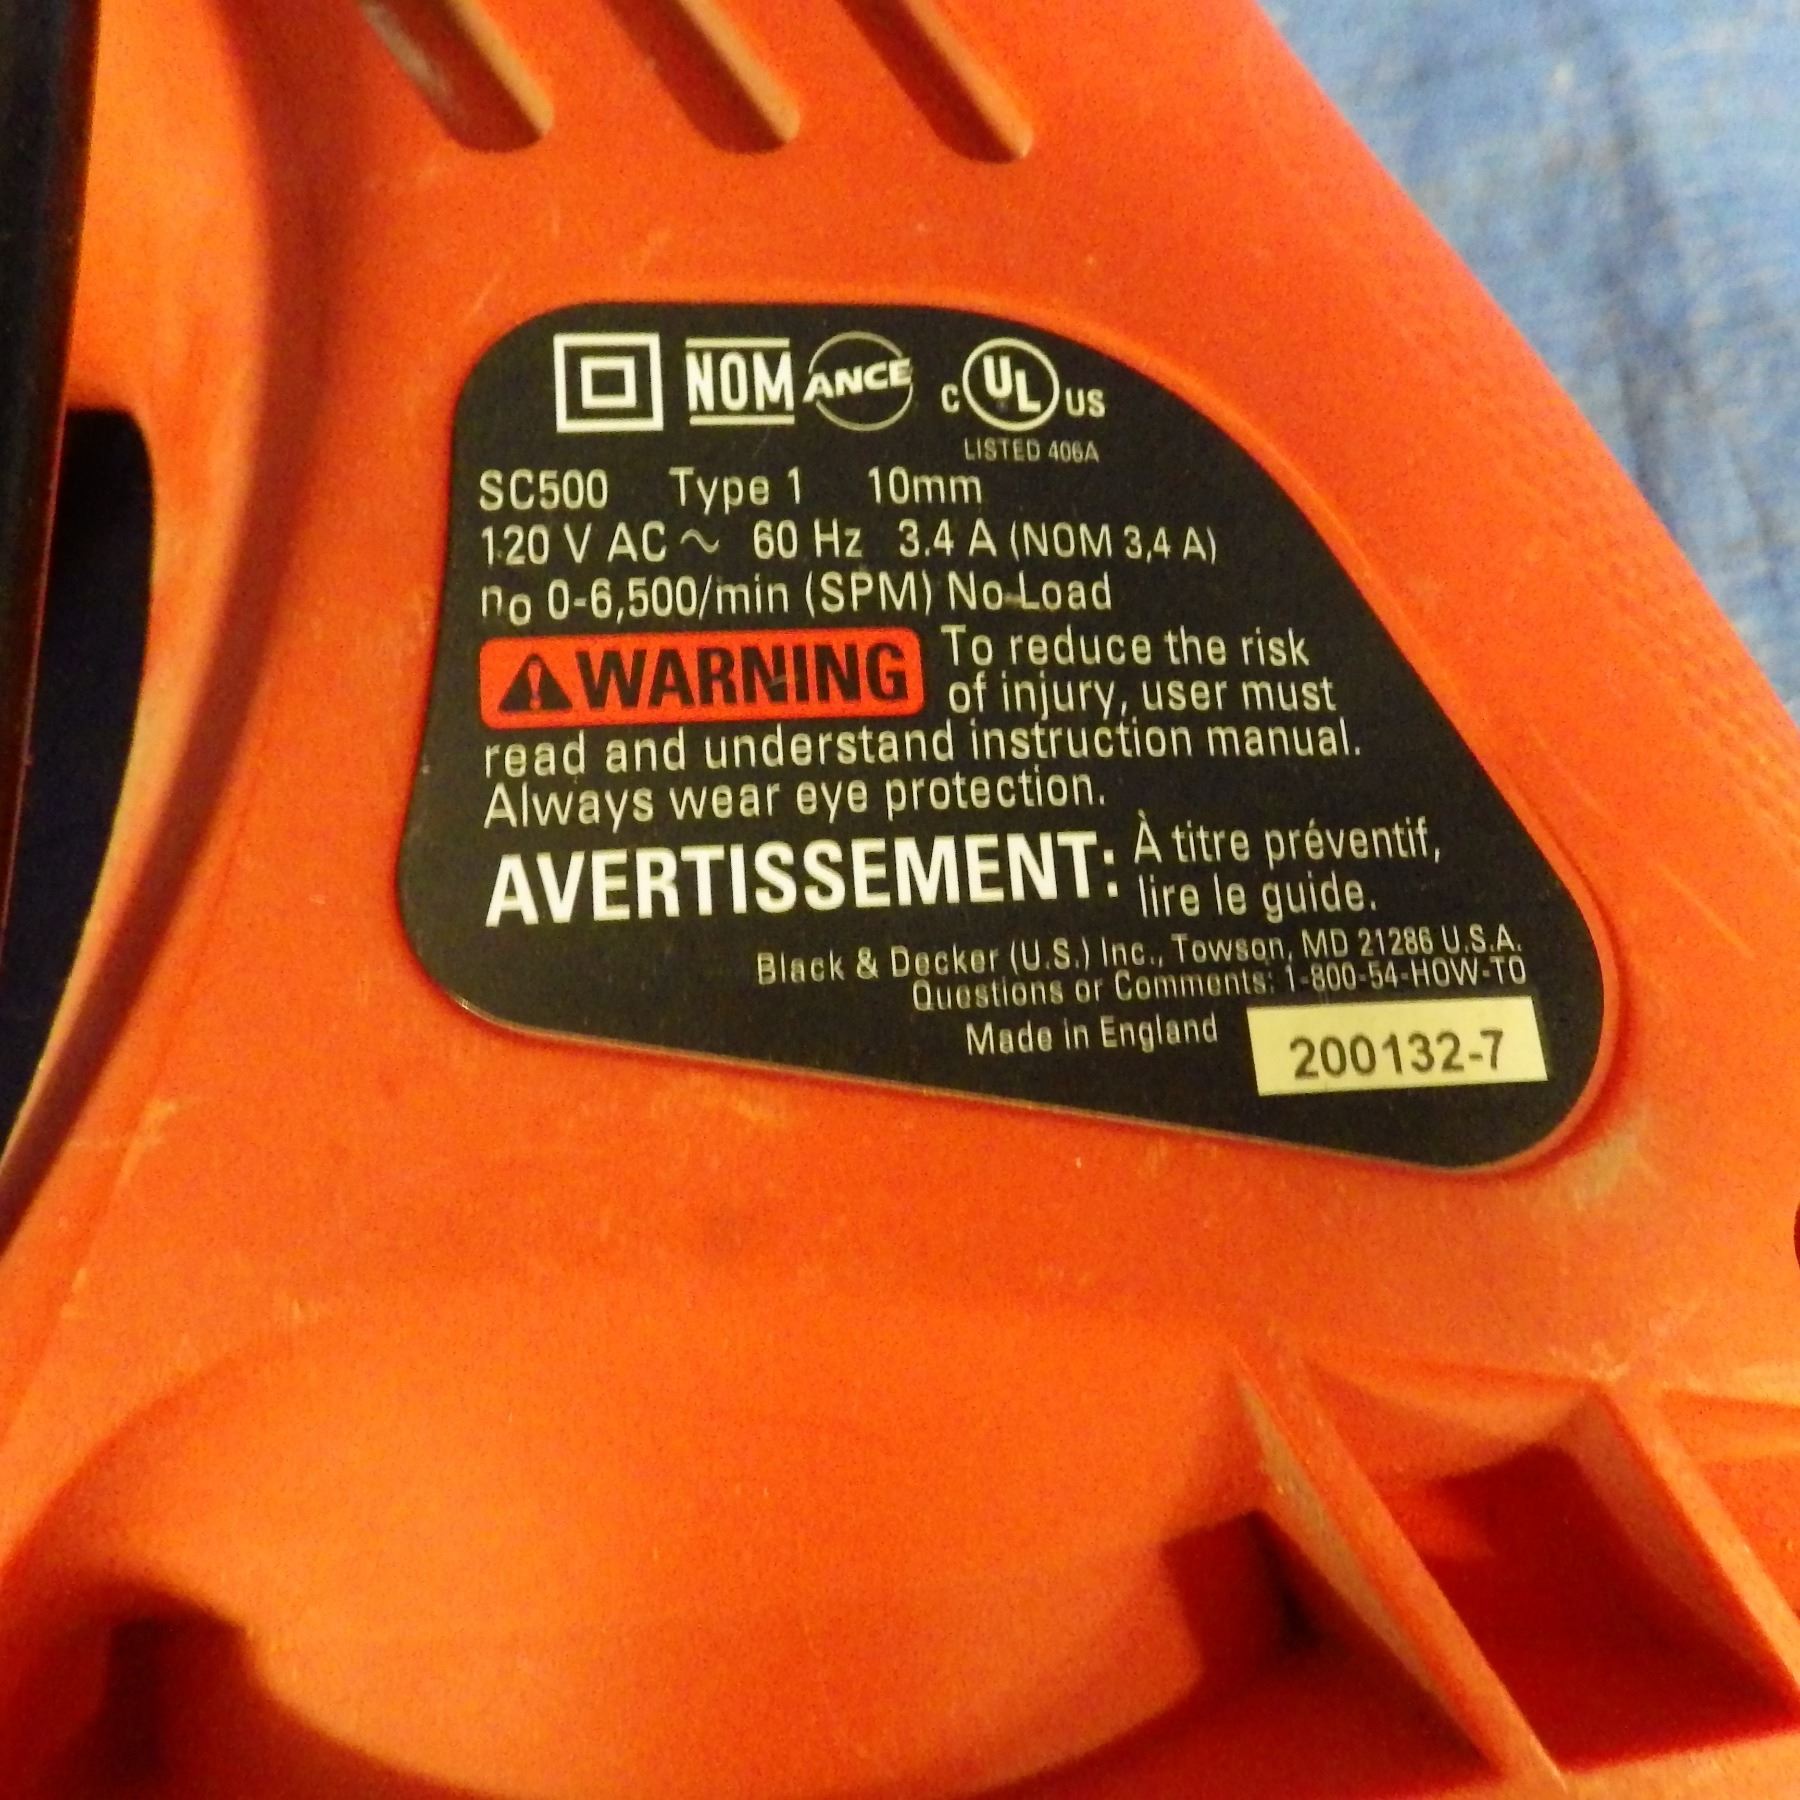 NOM ANCE C UL US
LISTED 406A
SC500 Type 1 10mm
120 V AC ~ 60 Hz 3.4 A (NOM 3,4 A)
no 0-6,500/min (SPM) No-Load
WARNING To reduce the risk
of injury, user must
read and understand instruction manual.
Always wear eye protection.
AVERTISSEMENT: À titre préventif,
lire le guide.
Black & Decker (U.S.) Inc., Towson, MD 21286 U.S.A.
Questions or Comments: 1-800-54-HOW-TO
Made in England
200132-7